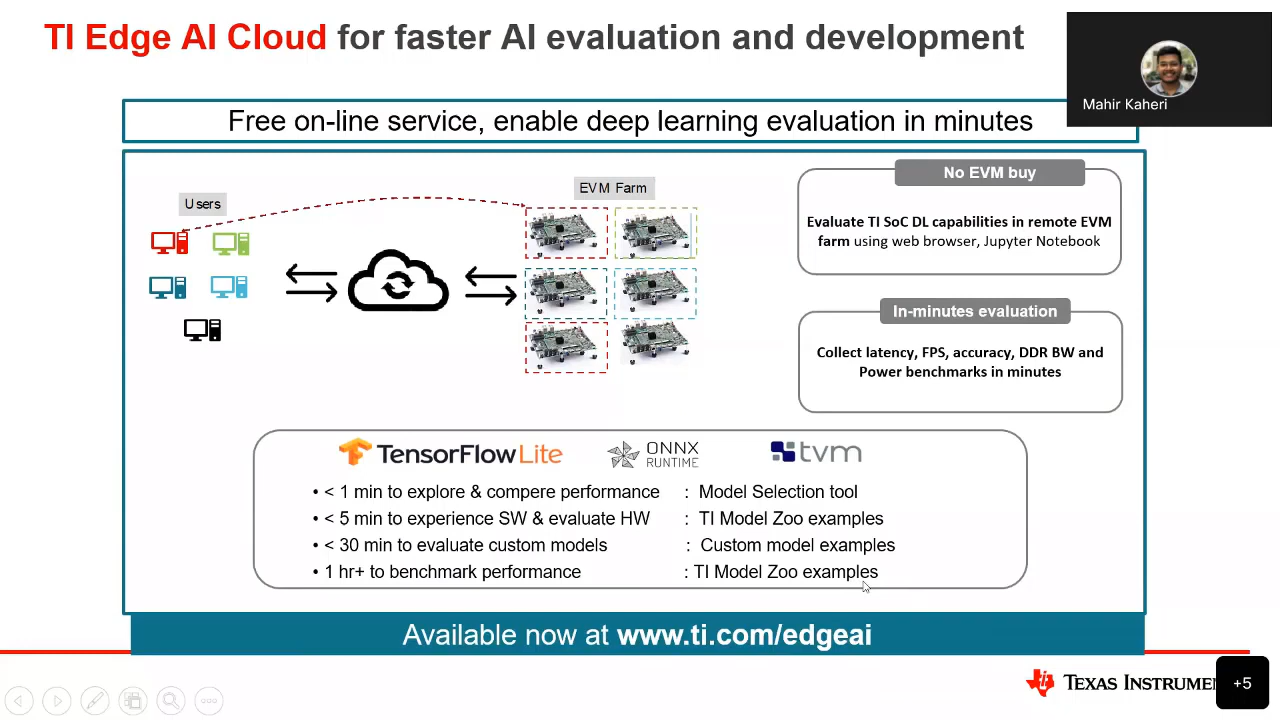 TI Edge AI Cloud for faster AI evaluation and development
Mahir Kaheri
Free on-line service, enable deep learning evaluation in minutes
Users
EVM Farm
No EVM buy
Evaluate TI SoC DL capabilities in remote EVM
farm using web browser, Jupyter Notebook
In-minutes evaluation
Collect latency, FPS, accuracy, DDR BW and
Power benchmarks in minutes
TensorFlow Lite
ONNX
RUNTIME
tvm
• < 1 min to explore & compere performance : Model Selection tool
• < 5 min to experience SW & evaluate HW : TI Model Zoo examples
• < 30 min to evaluate custom models : Custom model examples
• 1 hr+ to benchmark performance : TI Model Zoo examples
Available now at www.ti.com/edgeai
TEXAS INSTRUME
+5